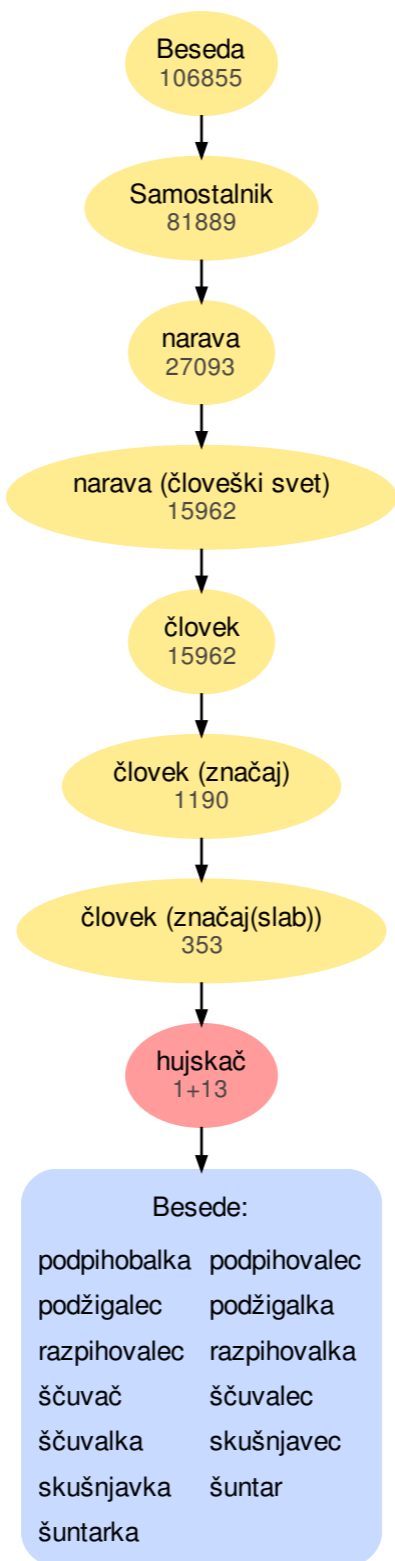 Beseda
106855
Samostalnik
81889
narava
27093
narava (človeški svet)
15962
človek
15962
človek (značaj)
1190
človek (značaj(slab))
353
hujskač
1+13
Besede:
podpihobalka podpihovalec
podžigalec podžigalka
razpihovalec razpihovalka
ščuvač ščuvalec
ščuvalka skušnjavec
skušnjavka šuntar
šuntarka